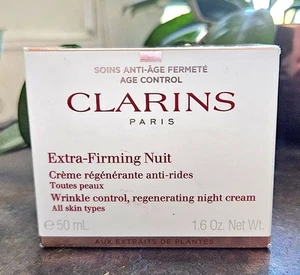 SOINS ANTI-ÂGE FERMETÉ
AGE CONTROL
CLARINS
PARIS
Extra-Firming Nuit
Crème régénérante anti-rides
Toutes peaux
Wrinkle control, regenerating night cream
All skin types
℮ 50 mL
1.6 Oz. Net Wt.
AUX EXTRAITS DE PLANTES